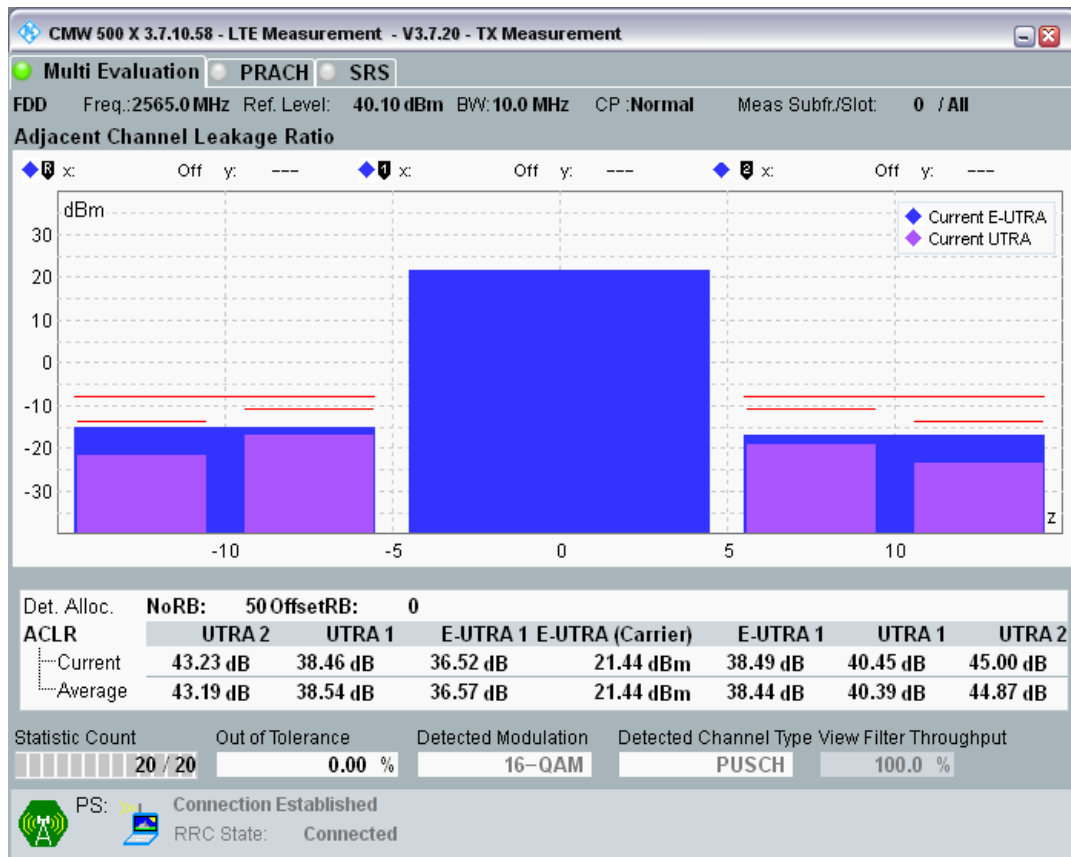 CMW 500 X 3.7.10.58 - LTE Measurement - V3.7.20 - TX Measurement
Multi Evaluation PRACH SRS
FDD Freq.:2565.0 MHz Ref. Level: 40.10 dBm BW:10.0 MHz CP :Normal Meas Subfr./Slot: 0 / All
Adjacent Channel Leakage Ratio
R x: Off y: --- 1 x: Off y: --- 2 x: Off y: ---
dBm
Current E-UTRA
Current UTRA
30
20
10
0
-10
-20
-30
z
-10 -5 0 5 10
Det. Alloc. NoRB: 50 OffsetRB: 0
ACLR UTRA 2 UTRA 1 E-UTRA 1 E-UTRA (Carrier) E-UTRA 1 UTRA 1 UTRA 2
Current 43.23 dB 38.46 dB 36.52 dB 21.44 dBm 38.49 dB 40.45 dB 45.00 dB
Average 43.19 dB 38.54 dB 36.57 dB 21.44 dBm 38.44 dB 40.39 dB 44.87 dB
Statistic Count Out of Tolerance Detected Modulation Detected Channel Type View Filter Throughput
20 / 20 0.00 % 16-QAM PUSCH 100.0 %
PS: Connection Established
RRC State: Connected